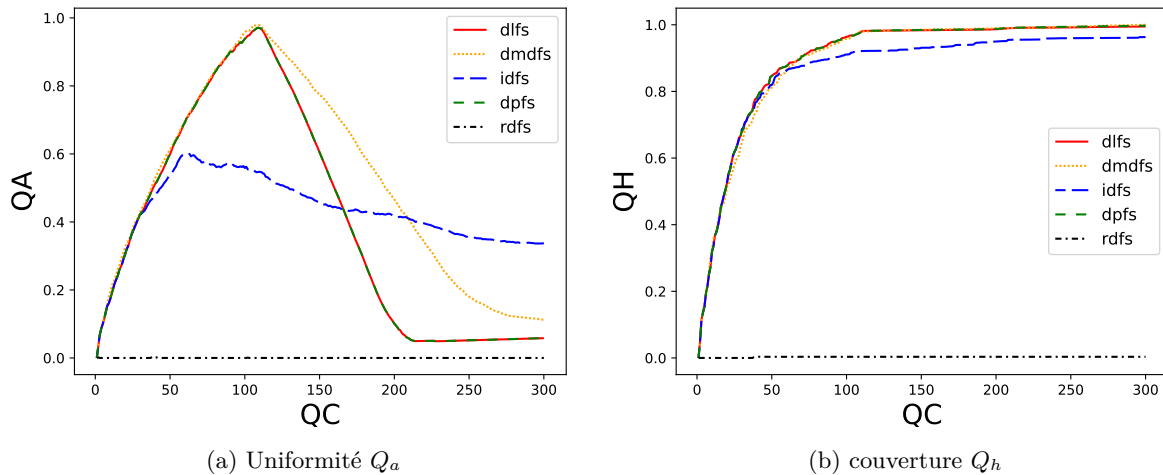 1.0
0.8
0.6
0.4
0.2
0.0
QA
0 50 100 150 200 250 300
QC
dlfs
dmdfs
idfs
dpfs
rdfs
(a) Uniformité Qa
1.0
0.8
0.6
0.4
0.2
0.0
QH
0 50 100 150 200 250 300
QC
dlfs
dmdfs
idfs
dpfs
rdfs
(b) couverture Qh